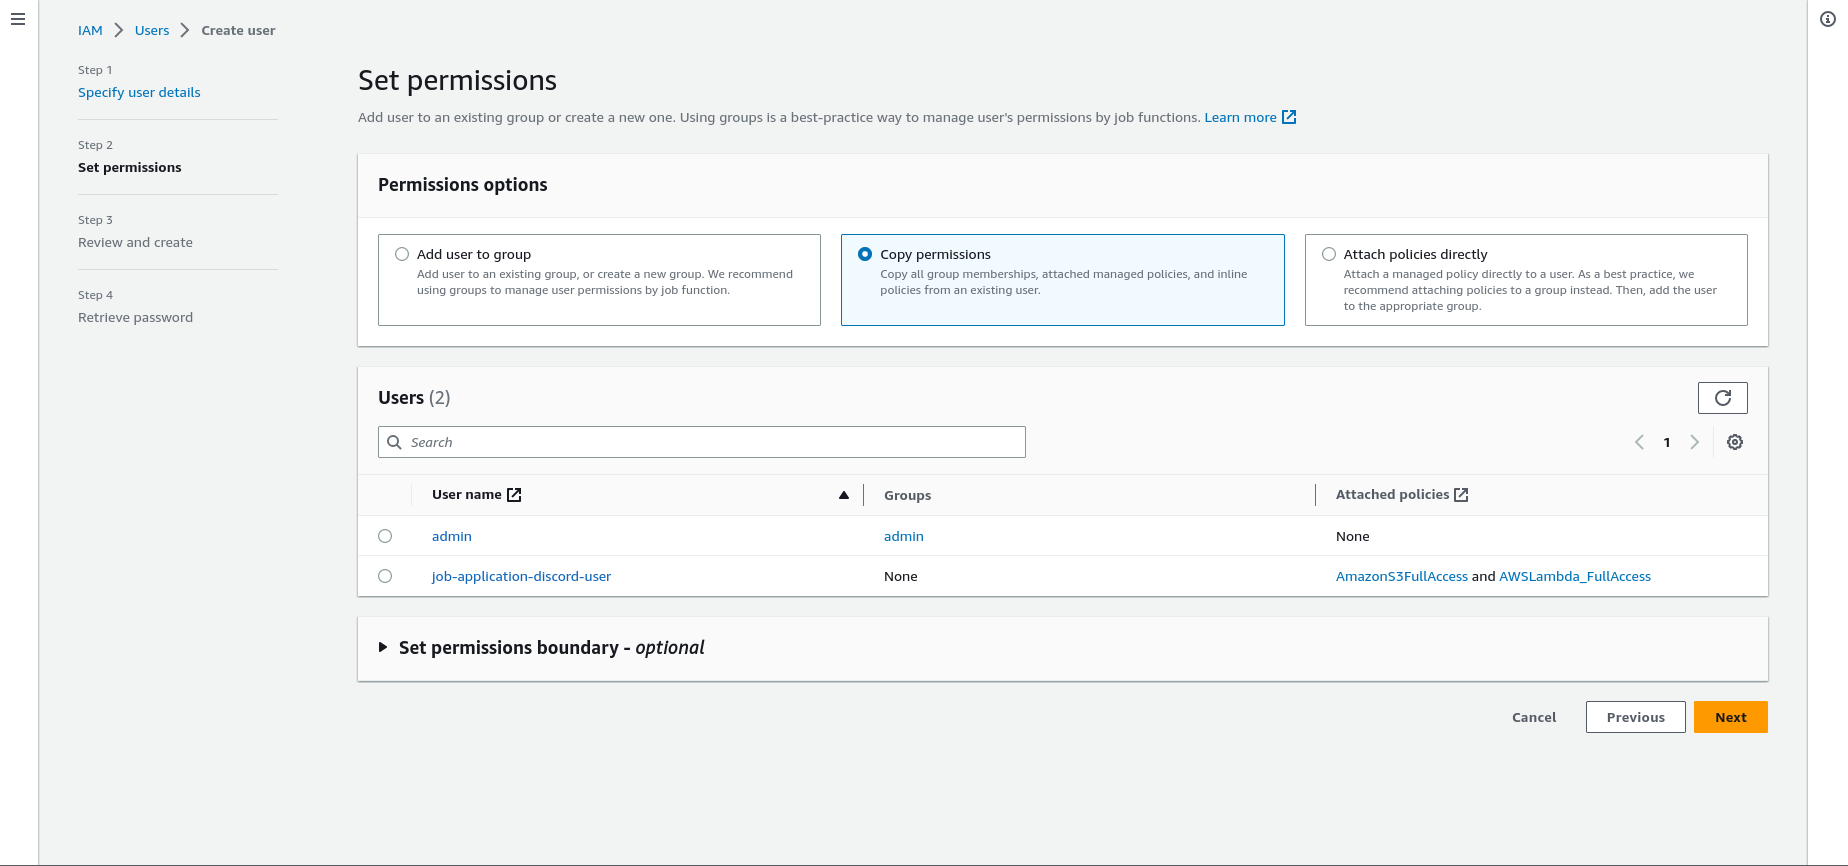 IAM > Users > Create user
Step 1
Specify user details
Step 2
Set permissions
Step 3
Review and create
Step 4
Retrieve password
Set permissions
Add user to an existing group or create a new one. Using groups is a best-practice way to manage user's permissions by job functions. Learn more
Permissions options
Add user to group
Add user to an existing group, or create a new group. We recommend
using groups to manage user permissions by job function.
Copy permissions
Copy all group memberships, attached managed policies, and inline
policies from an existing user.
Attach policies directly
Attach a managed policy directly to a user. As a best practice, we
recommend attaching policies to a group instead. Then, add the user
to the appropriate group.
Users (2)
Search
1
User name Groups Attached policies
admin admin None
job-application-discord-user None AmazonS3FullAccess and AWSLambda_FullAccess
Set permissions boundary - optional
Cancel Previous Next